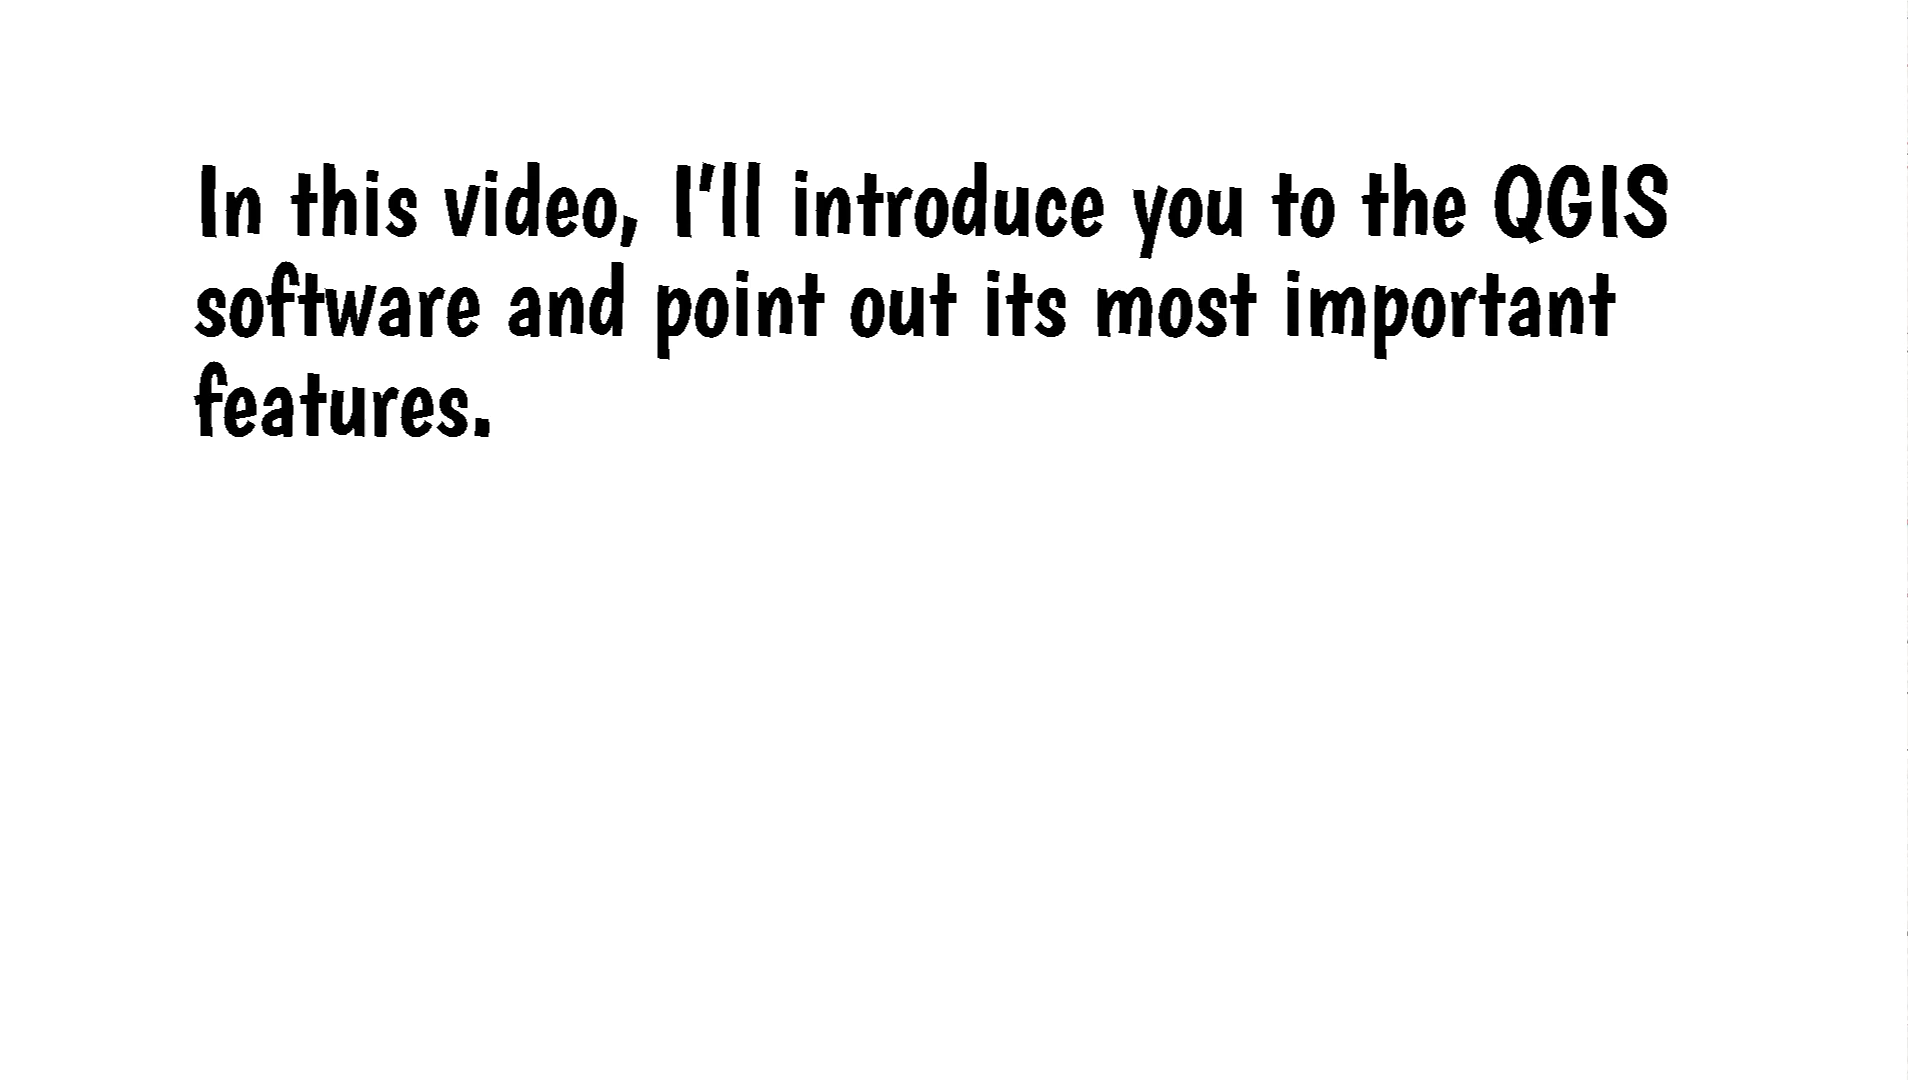 In this video, I'll introduce you to the QGIS
software and point out its most important
features.